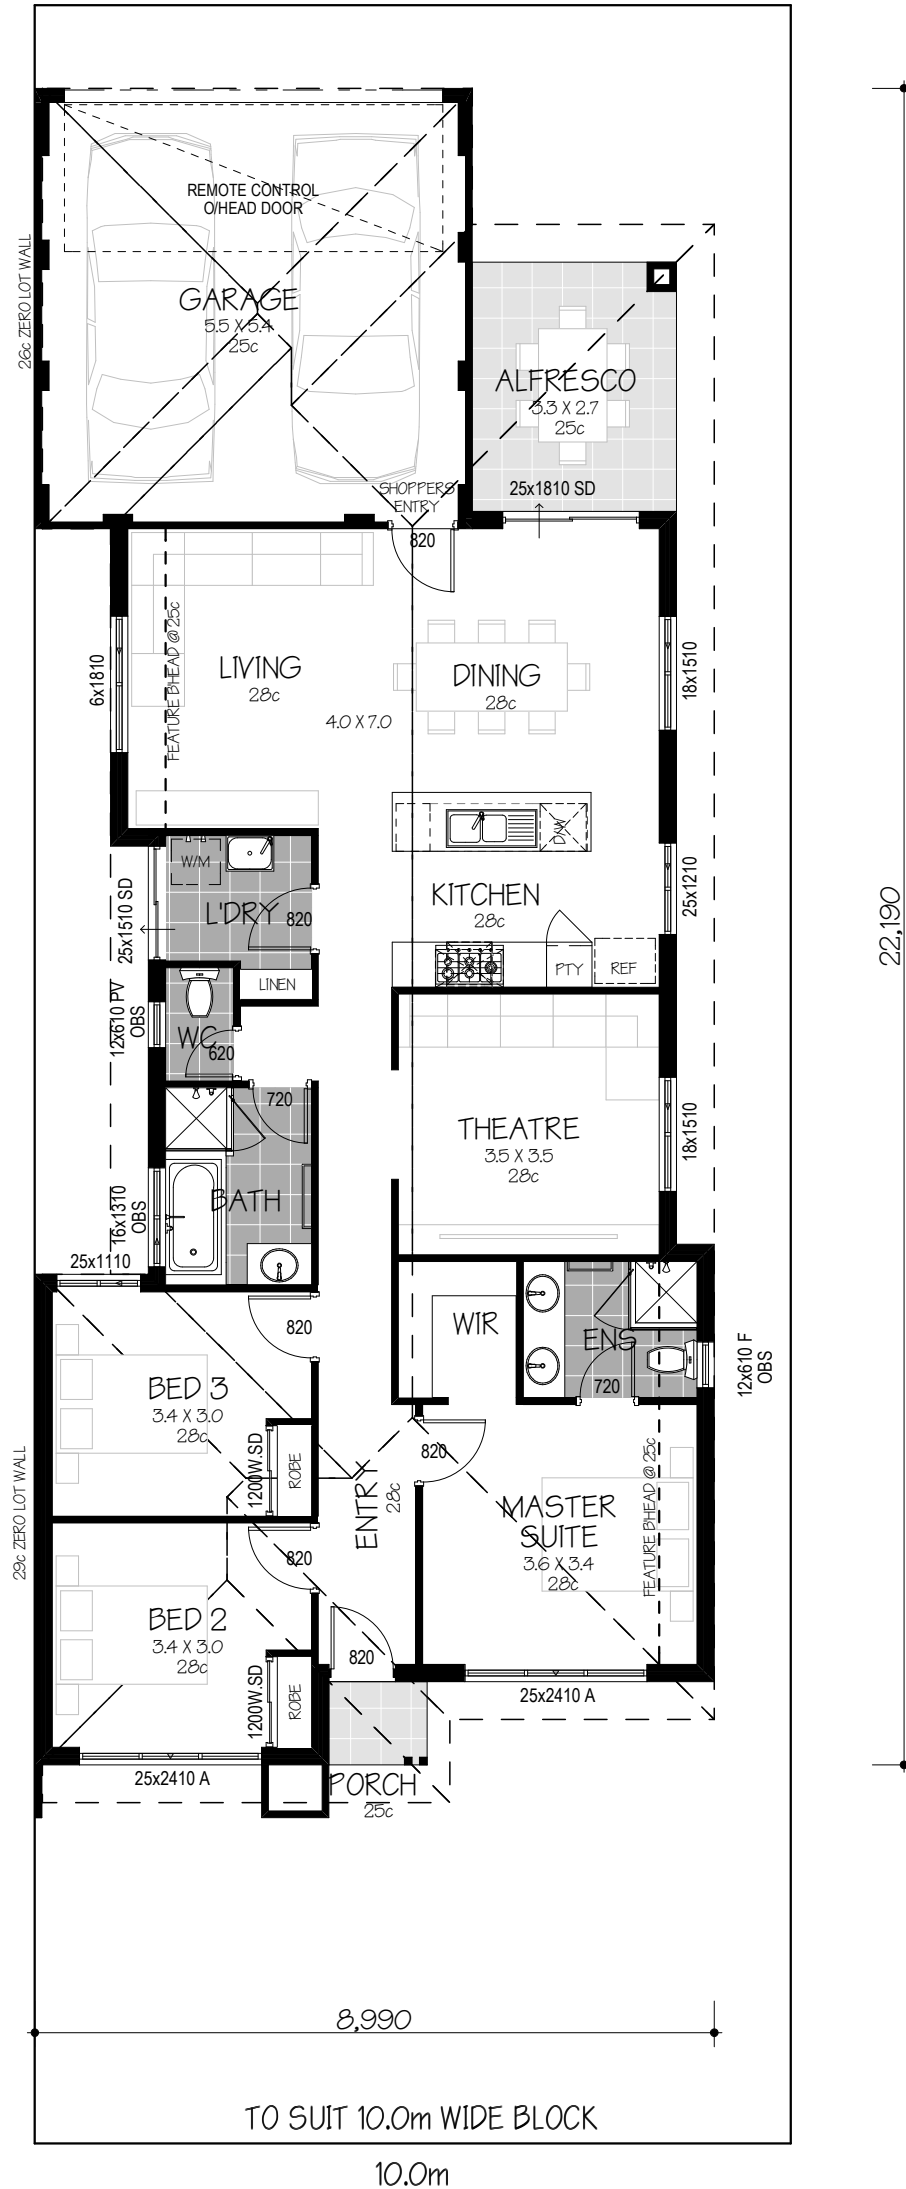 REMOTE CONTROL
O/HEAD DOOR
26c ZERO LOT WALL
GARAGE
5.5 X 5.4
25c
ALFRESCO
3.3 X 2.7
25c
SHOPPERS
ENTRY
25x1810 SD
820
6x1810
FEATURE B'HEAD @ 25c
LIVING
28c
4.0 X 7.0
DINING
28c
18x1510
D/W
KITCHEN
28c
25x1210
PTY
REF
W/M
L'DRY
820
25x1510 SD
LINEN
22,190
12x610 PV
OBS
WC
620
720
THEATRE
3.5 X 3.5
28c
18x1510
BATH
16x1310
OBS
25x1110
820
WIR
ENS
720
12x610 F
OBS
BED 3
3.4 X 3.0
28c
1200W.SD
ROBE
29c ZERO LOT WALL
ENTRY
28c
820
MASTER
SUITE
3.6 X 3.4
28c
FEATURE B'HEAD @ 25c
820
BED 2
3.4 X 3.0
28c
1200W.SD
ROBE
820
25x2410 A
25x2410 A
PORCH
25c
8,990
TO SUIT 10.0m WIDE BLOCK
10.0m